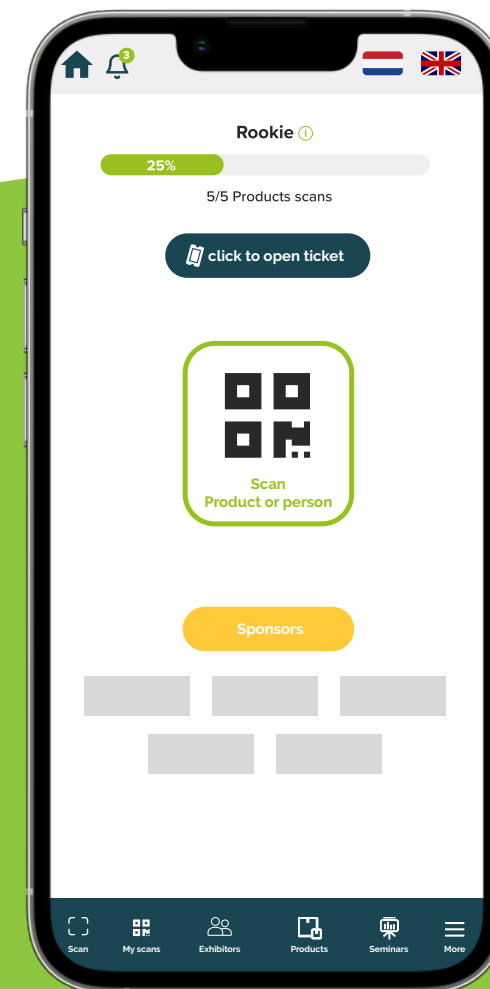 3
Rookie
25%
5/5 Products scans
click to open ticket
Scan
Product or person
Sponsors
Scan
My scans
Exhibitors
Products
Seminars
More